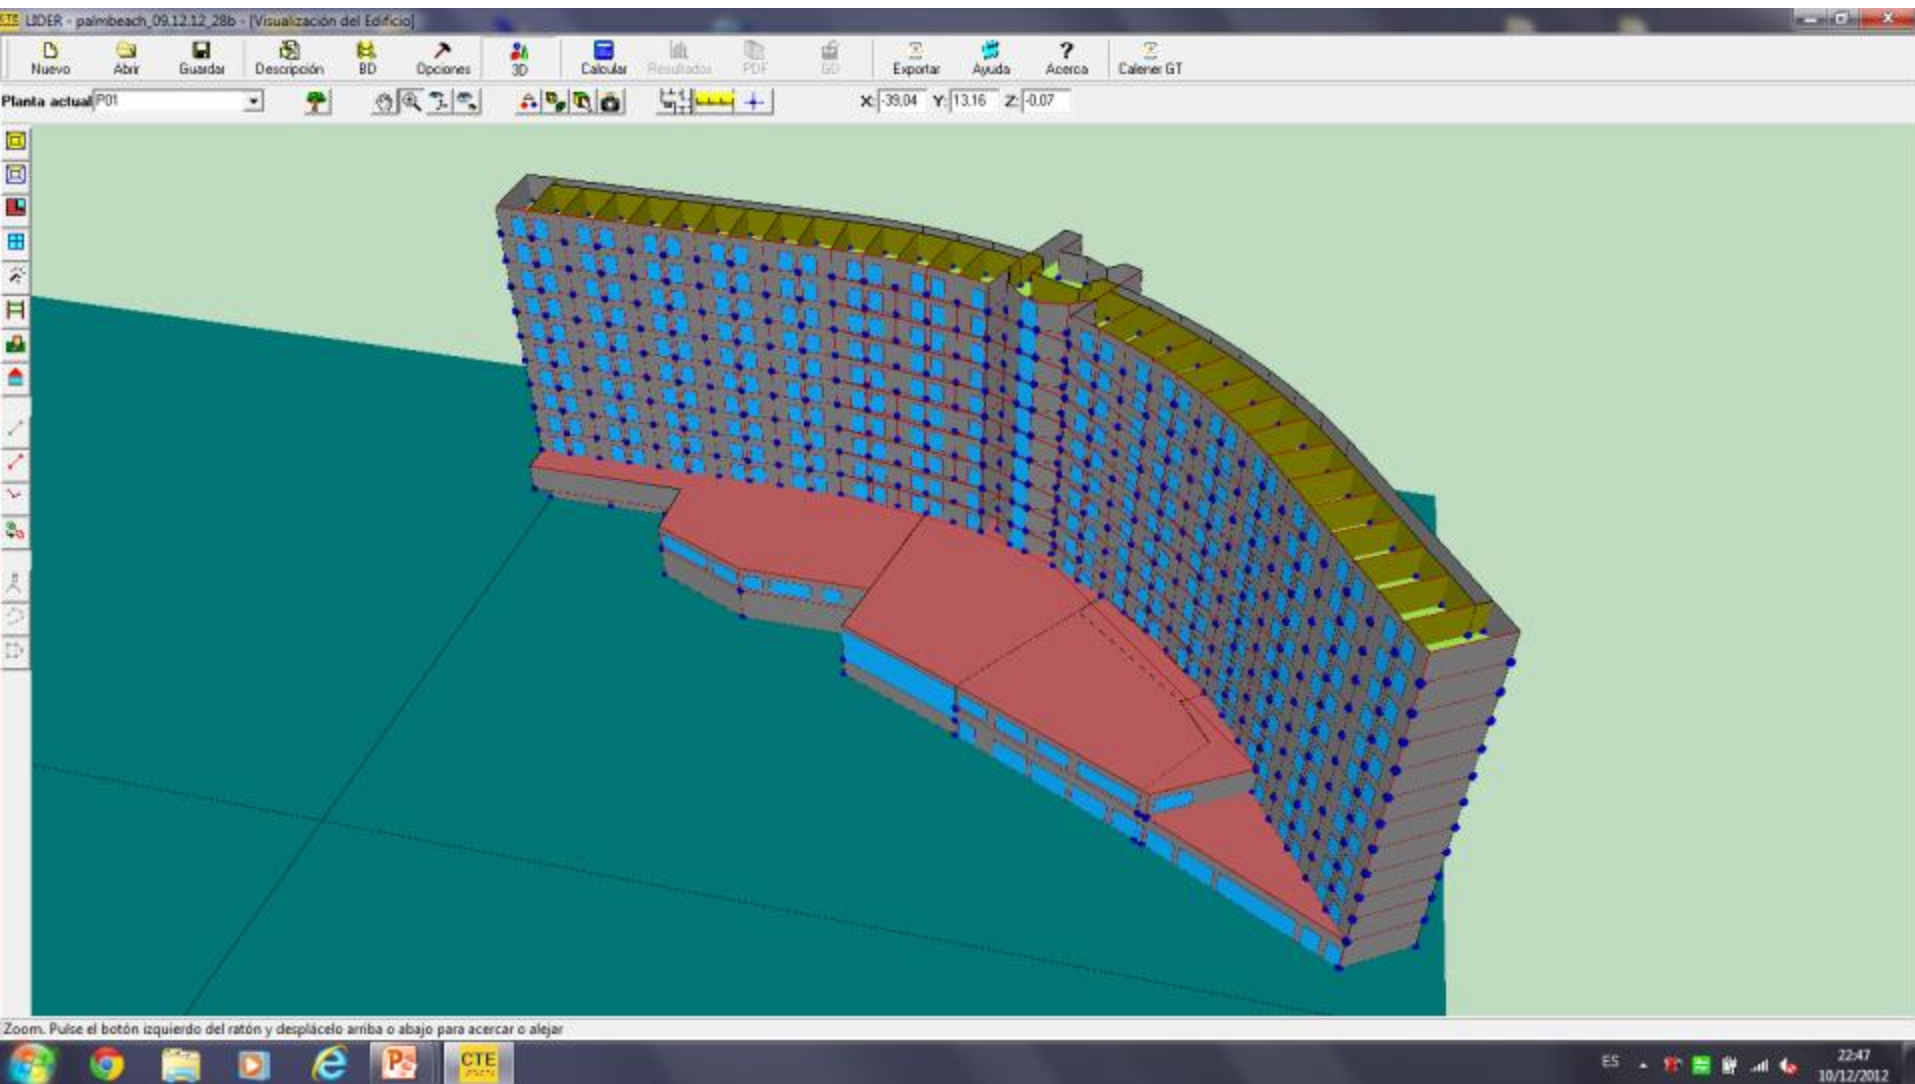 CTE LIDER - palmbeach_09.12.12_28b - [Visualización del Edificio]
Nuevo Abrir Guardar Descripción BD Opciones 3D Calcular Resultados PDF GD Exportar Ayuda Acerca Calener GT
Planta actual P01 X: -39,04 Y: 13.16 Z: -0.07
Zoom. Pulse el botón izquierdo del ratón y desplácelo arriba o abajo para acercar o alejar
CTE
ES 22:47
10/12/2012